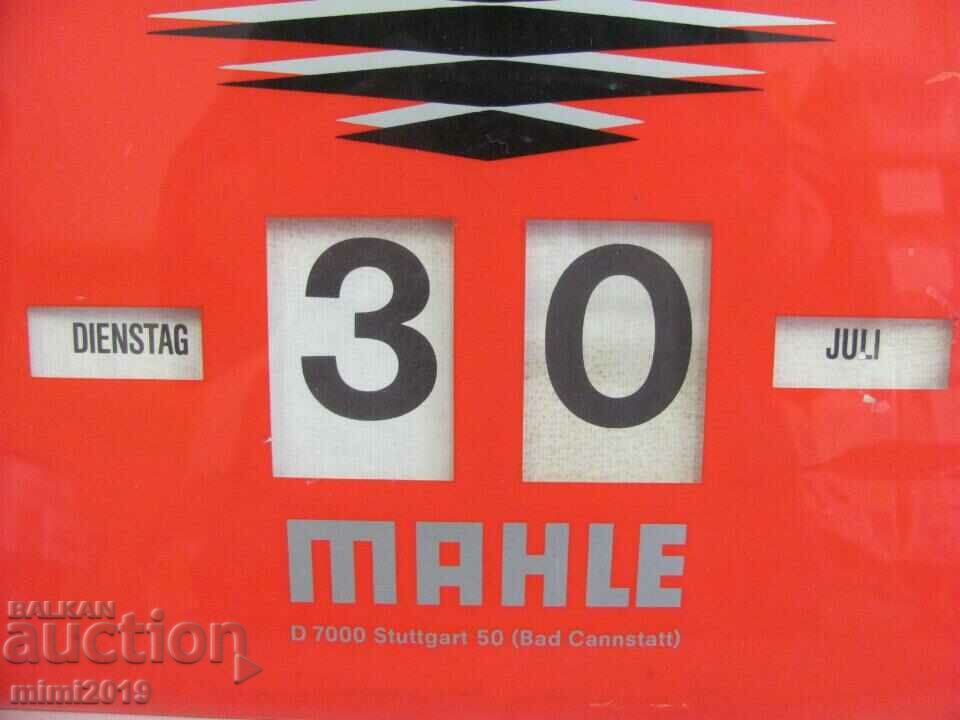 DIENSTAG 30 JULI
MAHLE
D 7000 Stuttgart 50 (Bad Cannstatt)
BALKAN
auction
mimi2019